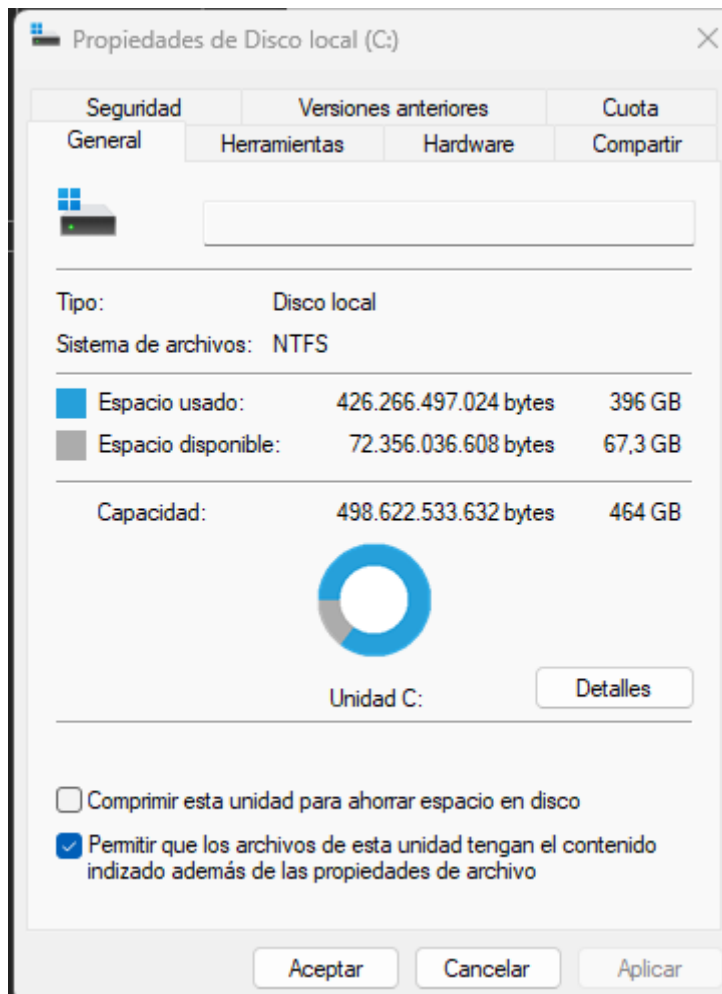 Propiedades de Disco local (C:)
Seguridad Versiones anteriores Cuota
General Herramientas Hardware Compartir
Tipo: Disco local
Sistema de archivos: NTFS
Espacio usado: 426.266.497.024 bytes 396 GB
Espacio disponible: 72.356.036.608 bytes 67,3 GB
Capacidad: 498.622.533.632 bytes 464 GB
Unidad C: Detalles
Comprimir esta unidad para ahorrar espacio en disco
Permitir que los archivos de esta unidad tengan el contenido
indizado además de las propiedades de archivo
Aceptar Cancelar Aplicar